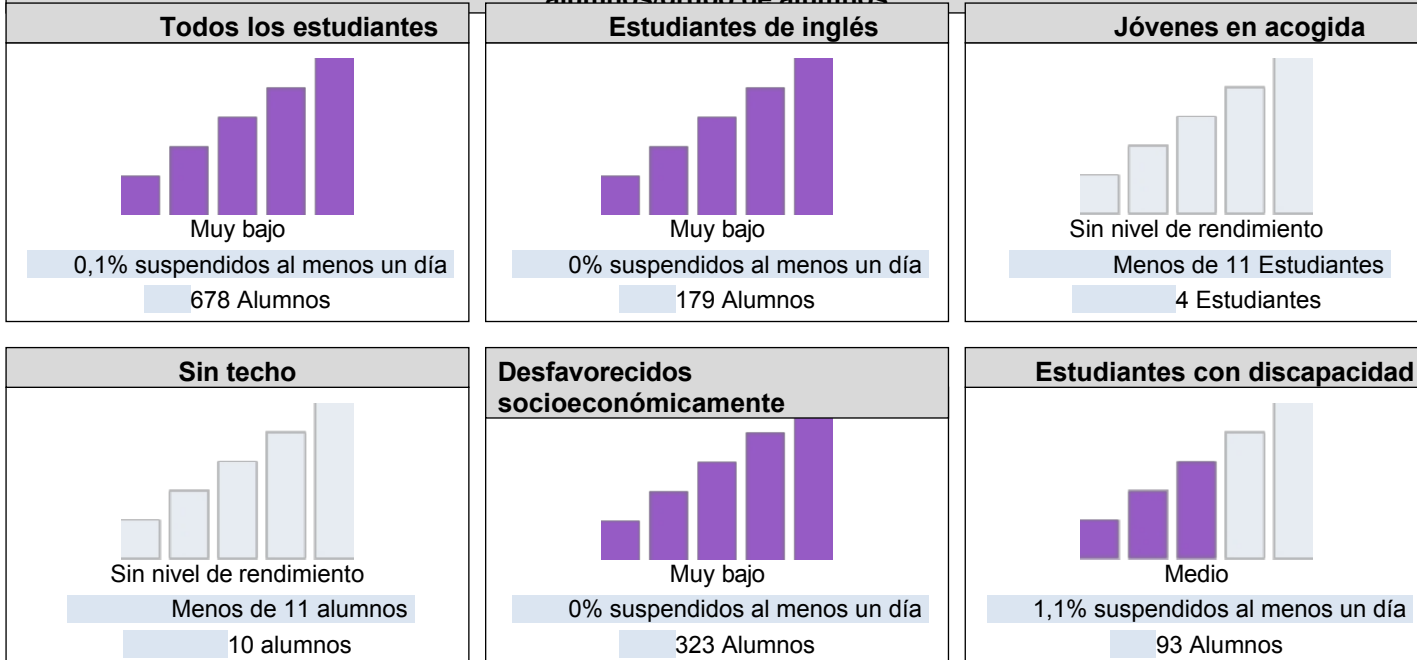 alumnos/grupo de alumnos
Todos los estudiantes
Muy bajo
0,1% suspendidos al menos un día
678 Alumnos
Estudiantes de inglés
Muy bajo
0% suspendidos al menos un día
179 Alumnos
Jóvenes en acogida
Sin nivel de rendimiento
Menos de 11 Estudiantes
4 Estudiantes
Sin techo
Sin nivel de rendimiento
Menos de 11 alumnos
10 alumnos
Desfavorecidos
socioeconómicamente
Muy bajo
0% suspendidos al menos un día
323 Alumnos
Estudiantes con discapacidad
Medio
1,1% suspendidos al menos un día
93 Alumnos